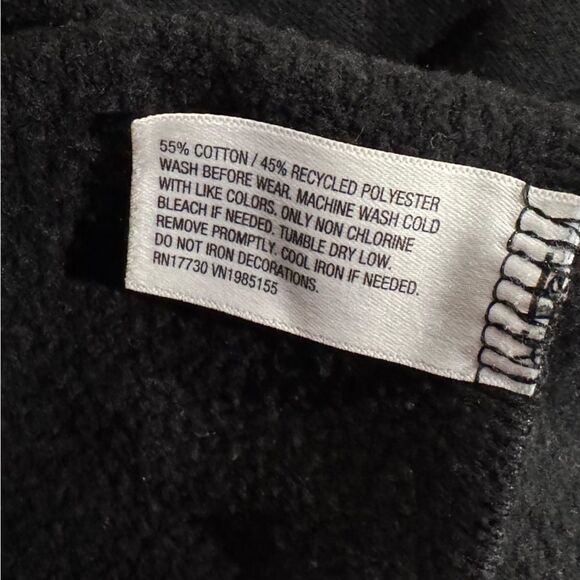 55% COTTON / 45% RECYCLED POLYESTER
WASH BEFORE WEAR. MACHINE WASH COLD
WITH LIKE COLORS. ONLY NON CHLORINE
BLEACH IF NEEDED. TUMBLE DRY LOW.
REMOVE PROMPTLY. COOL IRON IF NEEDED.
DO NOT IRON DECORATIONS.
RN17730 VN1985155